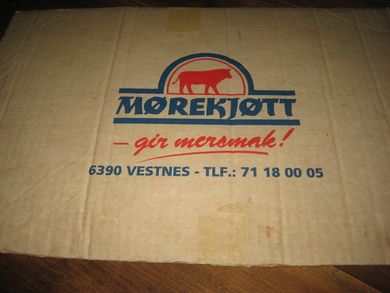 MØREKJØTT
– gir mersmak!
6390 VESTNES - TLF.: 71 18 00 05